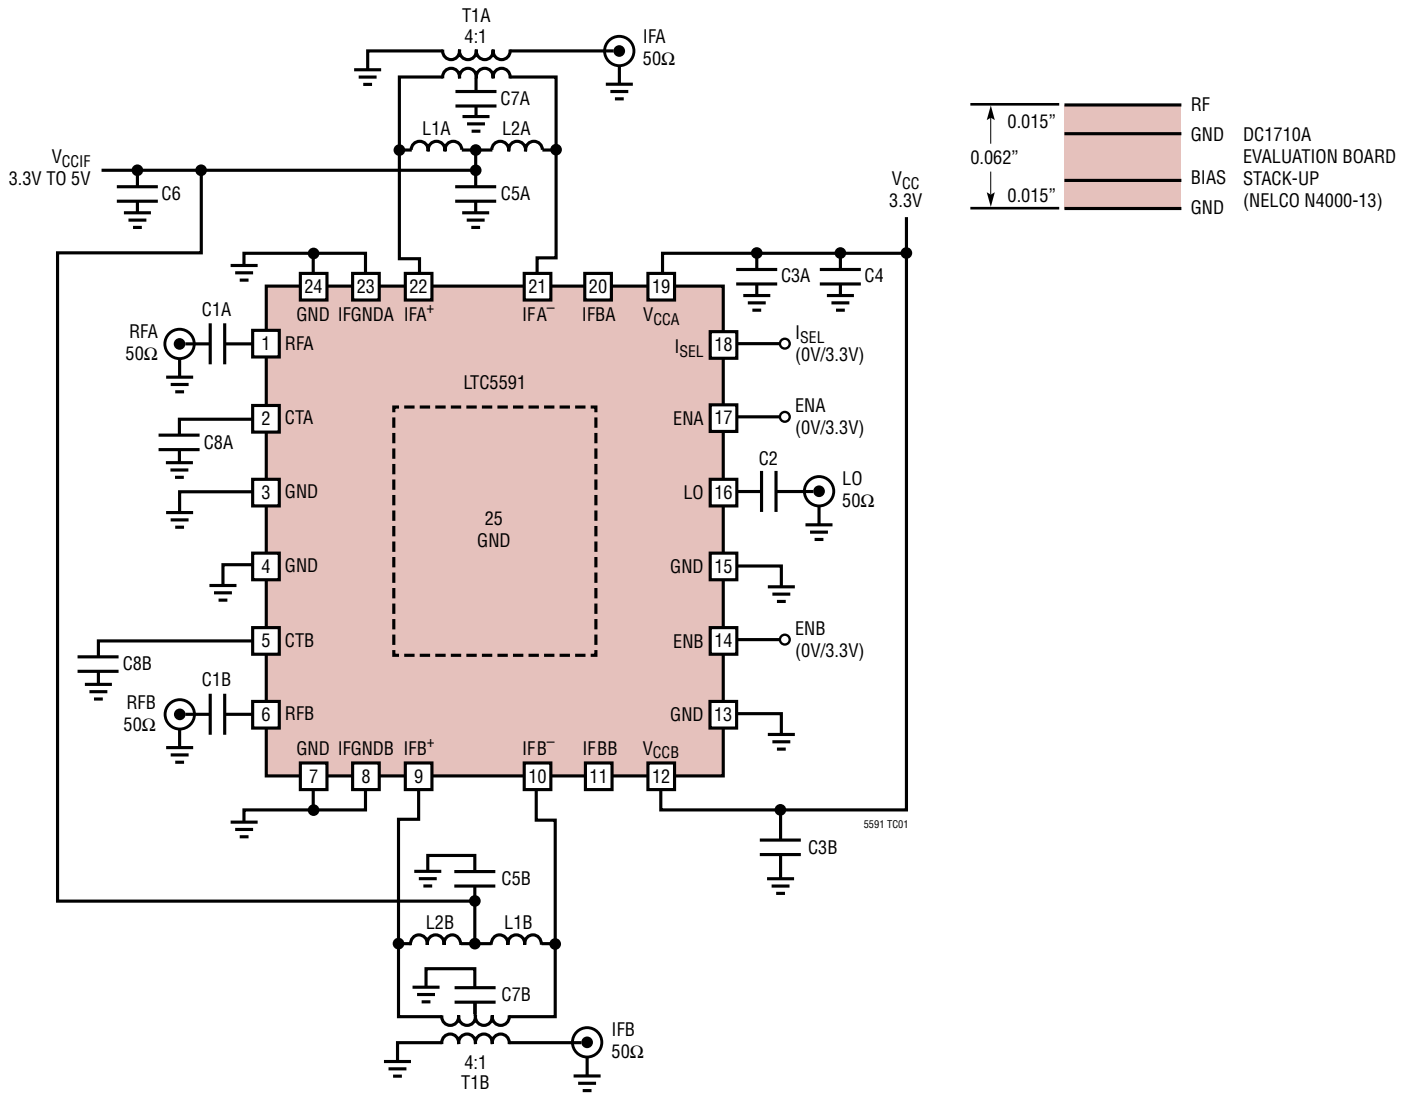 T1A
4:1
IFA
50Ω
C7A
L1A
L2A
VCCIF
3.3V TO 5V
C6
C5A
RF
0.015”
GND
DC1710A
0.062”
EVALUATION BOARD
BIAS
STACK-UP
0.015”
GND
(NELCO N4000-13)
VCC
3.3V
C3A
C4
24
23
22
21
20
19
GND
IFGNDA
IFA+
IFA–
IFBA
VCCA
C1A
RFA
50Ω
1
RFA
ISEL
18
ISEL
(0V/3.3V)
LTC5591
2
CTA
C8A
ENA
17
ENA
(0V/3.3V)
C2
3
GND
LO
16
LO
50Ω
25
GND
4
GND
GND
15
5
CTB
C8B
ENB
14
ENB
(0V/3.3V)
C1B
RFB
50Ω
6
RFB
GND
13
GND
IFGNDB
IFB+
IFB–
IFBB
VCCB
7
8
9
10
11
12
5591 TC01
C3B
C5B
L2B
L1B
C7B
IFB
50Ω
4:1
T1B